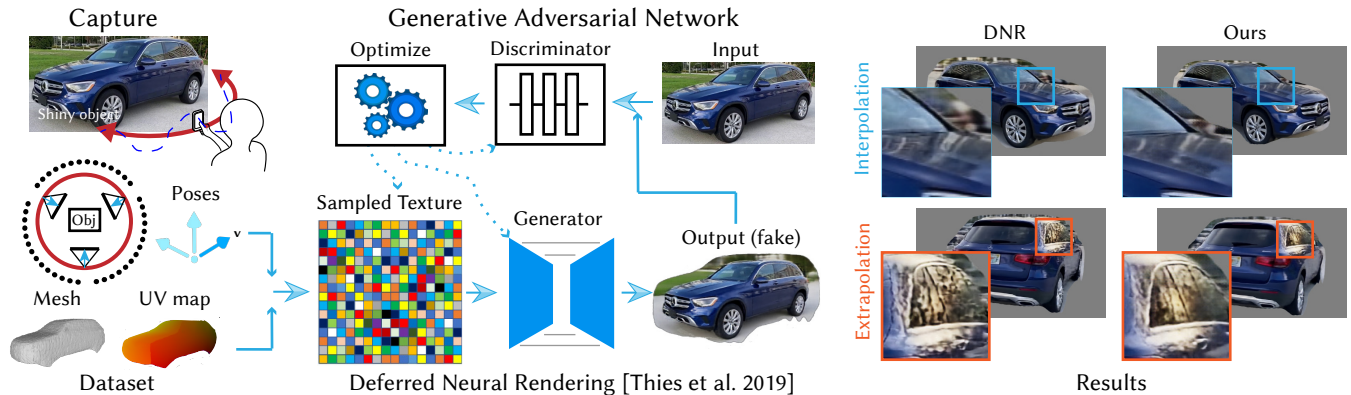 Capture
Shiny object
Obj
Poses
v
Mesh
UV map
Dataset
Generative Adversarial Network
Optimize
Discriminator
Input
Sampled Texture
Generator
Output (fake)
Deferred Neural Rendering [Thies et al. 2019]
DNR
Ours
Interpolation
Extrapolation
Results